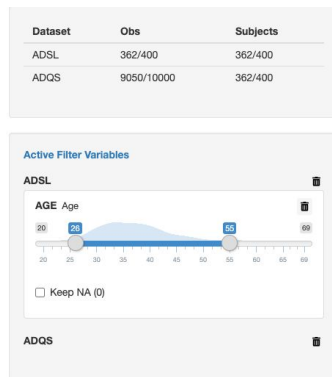 Dataset Obs Subjects
ADSL 362/400 362/400
ADQS 9050/10000 362/400
Active Filter Variables
ADSL
AGE Age
20 26 55 69
20 25 30 35 40 45 50 55 60 65 69
Keep NA (0)
ADQS